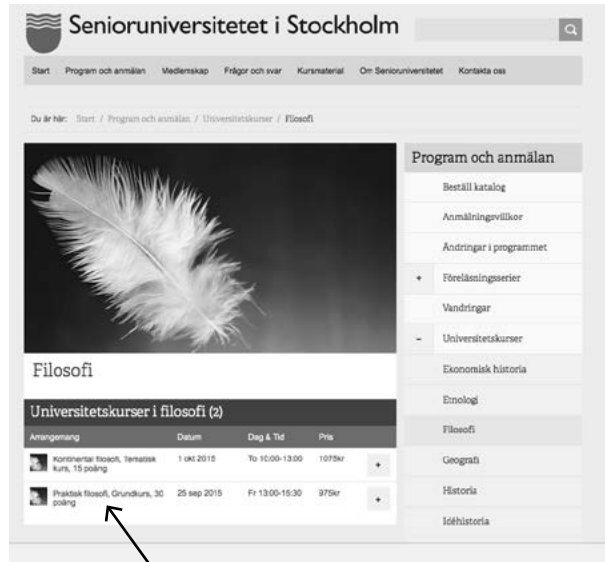 Senioruniversitetet i Stockholm
Start Program och anmälan Medlemskap Frågor och svar Kursmaterial Om Senioruniversitetet Kontakta oss
Du är här: Start / Program och anmälan / Universitetskurser / Filosofi
Program och anmälan
Beställ katalog
Anmälningsvillkor
Ändringar i programmet
+ Föreläsningsserier
Vandringar
- Universitetskurser
Ekonomisk historia
Etnologi
Filosofi
Geografi
Historia
Idéhistoria
Filosofi
Universitetskurser i filosofi (2)
Arrangemang Datum Dag & Tid Pris
Kontinental filosofi, Tematisk 1 okt 2015 To 10:00-13:00 1075kr +
kurs, 15 poäng
Praktisk filosofi, Grundkurs, 30 25 sep 2015 Fr 13:00-15:30 975kr +
poäng